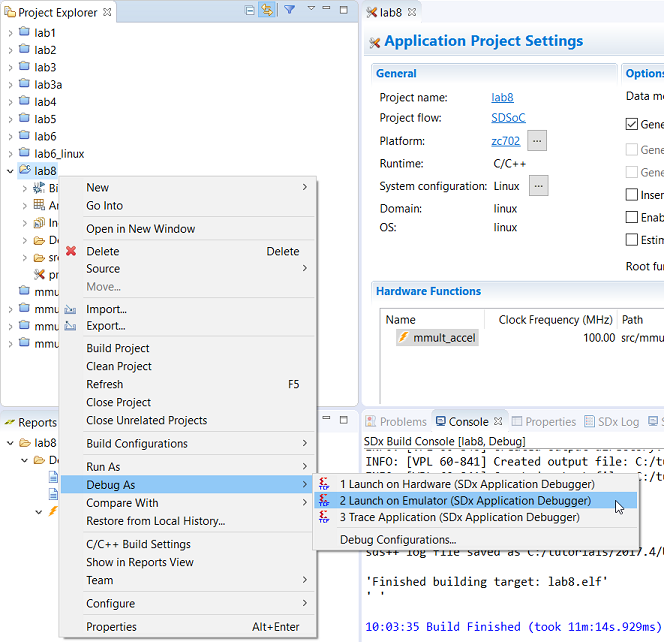 Project Explorer
lab1
lab2
lab3
lab3a
lab4
lab5
lab6
lab6_linux
lab8
Bi
Ar
In
De
src
pr
mmu
mmu
mmu
mmu
New
Go Into
Open in New Window
Delete Delete
Source
Move...
Import...
Export...
Build Project
Clean Project
Refresh F5
Close Project
Close Unrelated Projects
Build Configurations
Run As
Debug As
Compare With
Restore from Local History...
C/C++ Build Settings
Show in Reports View
Team
Configure
Properties Alt+Enter
1 Launch on Hardware (SDx Application Debugger)
2 Launch on Emulator (SDx Application Debugger)
3 Trace Application (SDx Application Debugger)
Debug Configurations...
Reports
lab8
De
lab8
Application Project Settings
General
Project name: lab8
Project flow: SDSoC
Platform: zc702 ...
Runtime: C/C++
System configuration: Linux ...
Domain: linux
OS: linux
Options
Data mo
Gene
Gene
Gene
Inser
Enab
Estim
Root fun
Hardware Functions
Name Clock Frequency (MHz) Path
mmult_accel 100.00 src/mmu
Problems Console Properties SDx Log
SDx Build Console [lab8, Debug]
INFO: [VPL 60-841] Created output file: C:/tu
sds++ log file saved as C:/tutorials/2017.4/
'Finished building target: lab8.elf'
' '
10:03:35 Build Finished (took 11m:14s.929ms)